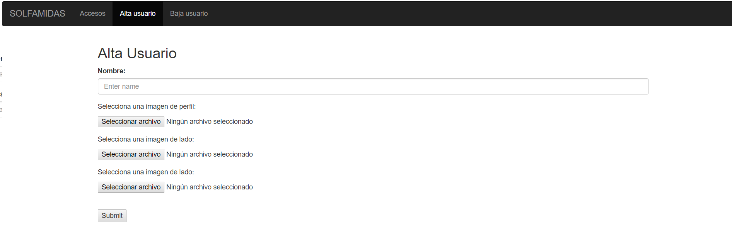 SOLFAMIDAS Accesos Alta usuario Baja usuario
Alta Usuario
Nombre:
Enter name
Selecciona una imagen de perfil:
Seleccionar archivo Ningún archivo seleccionado
Selecciona una imagen de lado:
Seleccionar archivo Ningún archivo seleccionado
Selecciona una imagen de lado:
Seleccionar archivo Ningún archivo seleccionado
Submit